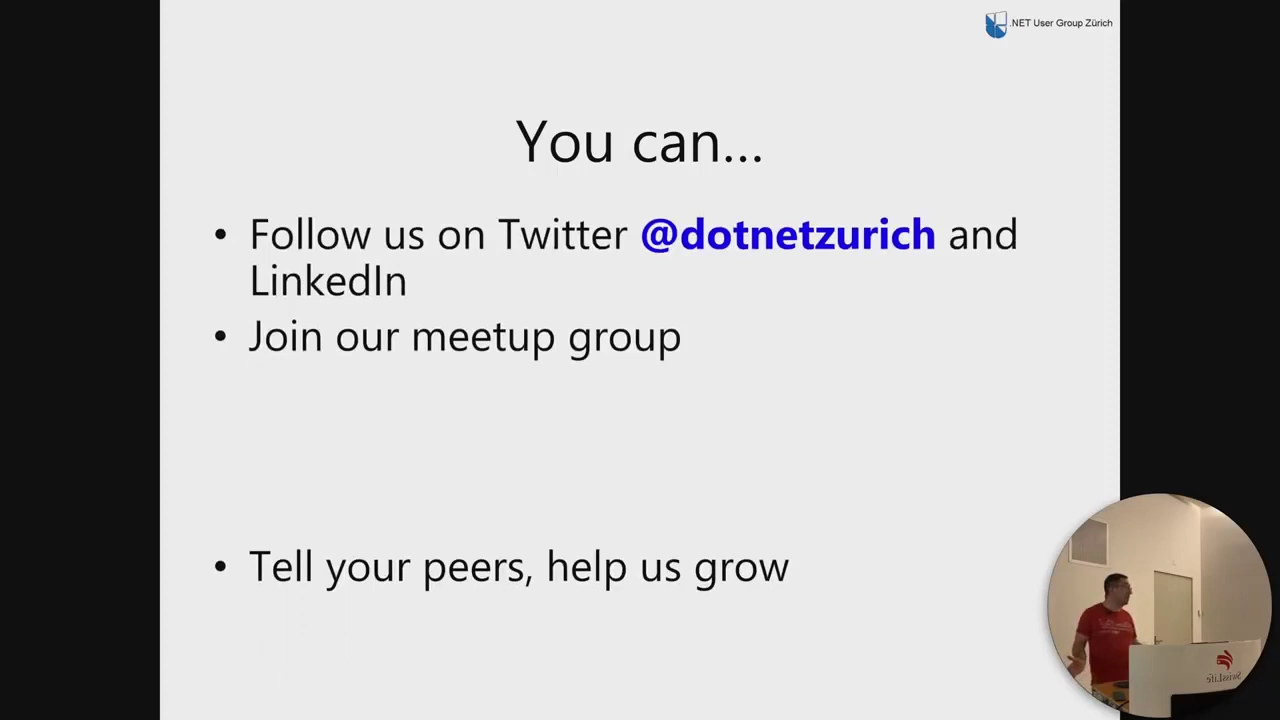 .NET User Group Zürich
You can...
• Follow us on Twitter @dotnetzurich and
LinkedIn
• Join our meetup group
• Tell your peers, help us grow
SwissLife